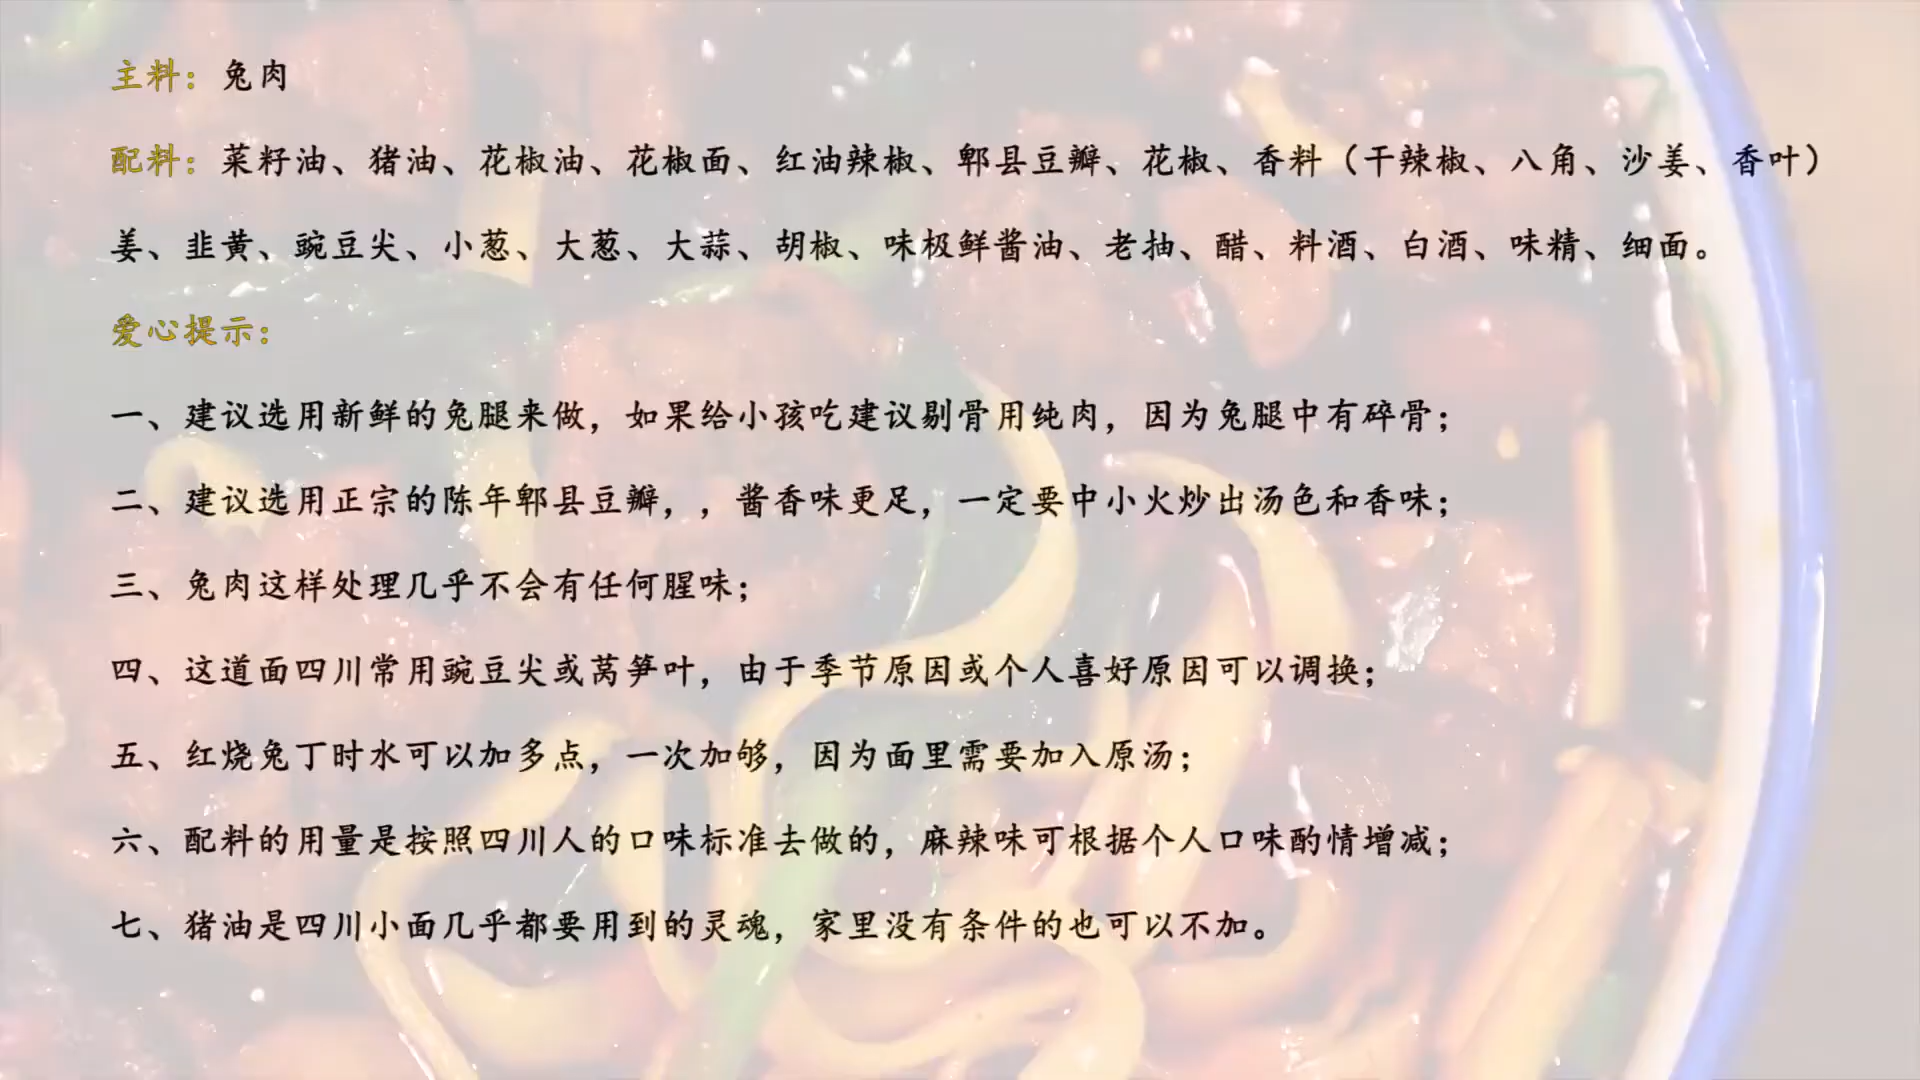 主料：兔肉
配料：菜籽油、猪油、花椒油、花椒面、红油辣椒、郫县豆瓣、花椒、香料（干辣椒、八角、沙姜、香叶）
姜、韭黄、豌豆尖、小葱、大葱、大蒜、胡椒、味极鲜酱油、老抽、醋、料酒、白酒、味精、细面。
爱心提示：
一、建议选用新鲜的兔腿来做，如果给小孩吃建议剔骨用纯肉，因为兔腿中有碎骨；
二、建议选用正宗的陈年郫县豆瓣，，酱香味更足，一定要中小火炒出汤色和香味；
三、兔肉这样处理几乎不会有任何腥味；
四、这道面四川常用豌豆尖或莴笋叶，由于季节原因或个人喜好原因可以调换；
五、红烧兔丁时水可以加多点，一次加够，因为面里需要加入原汤；
六、配料的用量是按照四川人的口味标准去做的，麻辣味可根据个人口味酌情增减；
七、猪油是四川小面几乎都要用到的灵魂，家里没有条件的也可以不加。